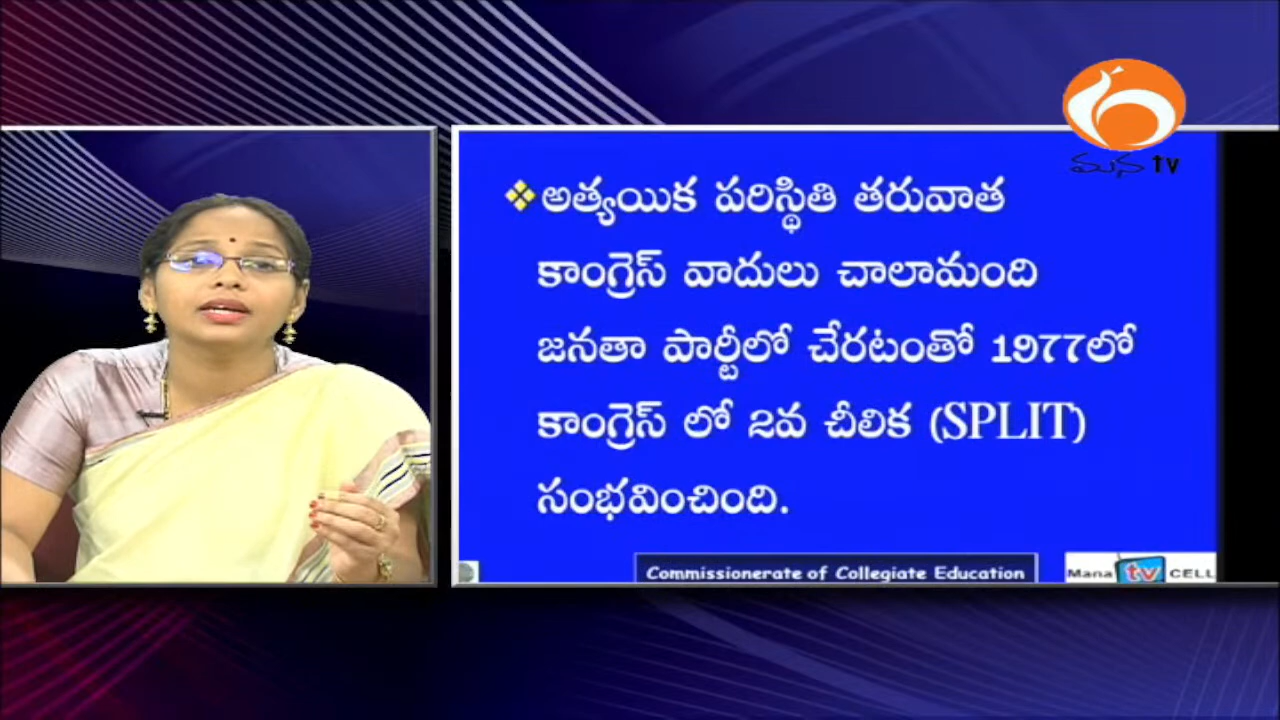 మన tv
❖ అత్యయిక పరిస్థితి తరువాత
కాంగ్రెస్ వాదులు చాలామంది
జనతా పార్టీలో చేరటంతో 1977లో
కాంగ్రెస్ లో 2వ చీలిక (SPLIT)
సంభవించింది.
Commissionerate of Collegiate Education
Mana tv CELL